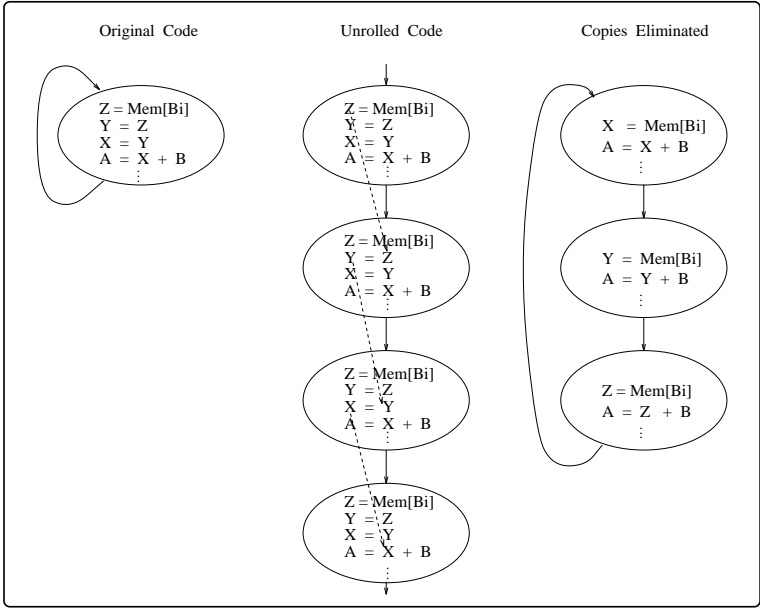 Original Code
Z = Mem[Bi]
Y = Z
X = Y
A = X + B
⋮
Unrolled Code
Z = Mem[Bi]
Y = Z
X = Y
A = X + B
⋮
Z = Mem[Bi]
Y = Z
X = Y
A = X + B
⋮
Z = Mem[Bi]
Y = Z
X = Y
A = X + B
⋮
Z = Mem[Bi]
Y = Z
X = Y
A = X + B
⋮
Copies Eliminated
X = Mem[Bi]
A = X + B
⋮
Y = Mem[Bi]
A = Y + B
⋮
Z = Mem[Bi]
A = Z + B
⋮